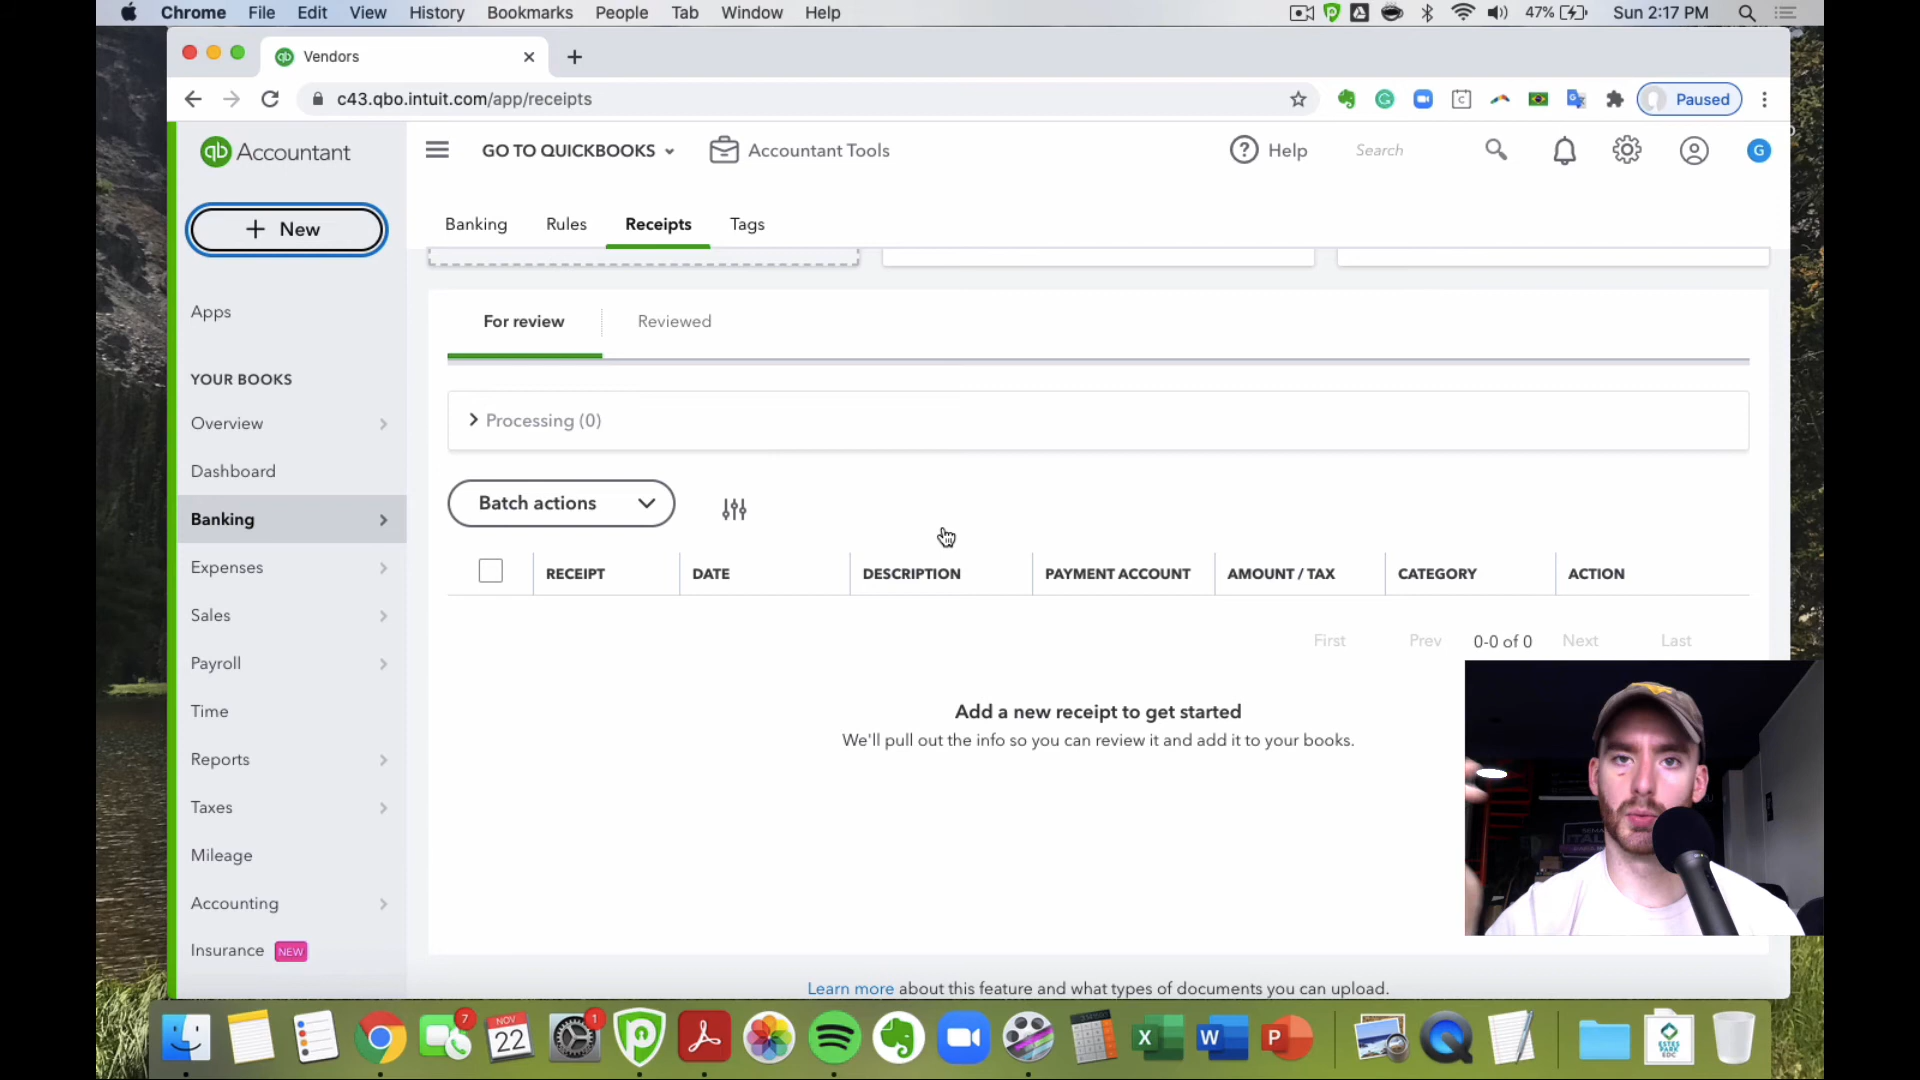 Chrome File Edit View History Bookmarks People Tab Window Help 47% Sun 2:17 PM
Vendors
c43.qbo.intuit.com/app/receipts Paused
qb Accountant GO TO QUICKBOOKS Accountant Tools Help Search G
+ New
Banking Rules Receipts Tags
Apps
For review Reviewed
YOUR BOOKS
Overview
Processing (0)
Dashboard
Batch actions
Banking
Expenses
RECEIPT DATE DESCRIPTION PAYMENT ACCOUNT AMOUNT / TAX CATEGORY ACTION
Sales
First Prev 0-0 of 0 Next Last
Payroll
Time
Add a new receipt to get started
We'll pull out the info so you can review it and add it to your books.
Reports
Taxes
Mileage
Accounting
Insurance NEW
Learn more about this feature and what types of documents you can upload.
7 NOV 22 1 X W P ESTES PARK EDC